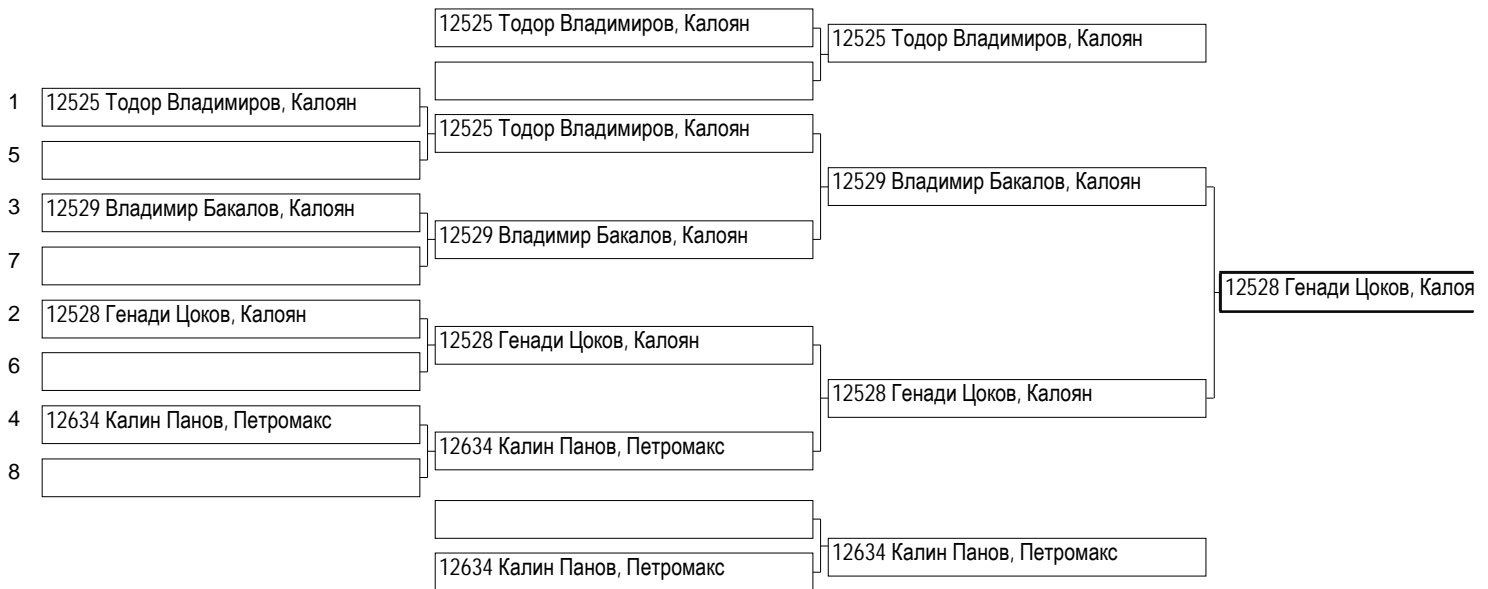 12525 Тодор Владимиров, Калоян
12525 Тодор Владимиров, Калоян
1 12525 Тодор Владимиров, Калоян
12525 Тодор Владимиров, Калоян
5
12529 Владимир Бакалов, Калоян
3 12529 Владимир Бакалов, Калоян
12529 Владимир Бакалов, Калоян
7
12528 Генади Цоков, Калоя
2 12528 Генади Цоков, Калоян
12528 Генади Цоков, Калоян
6
12528 Генади Цоков, Калоян
4 12634 Калин Панов, Петромакс
12634 Калин Панов, Петромакс
8
12634 Калин Панов, Петромакс
12634 Калин Панов, Петромакс